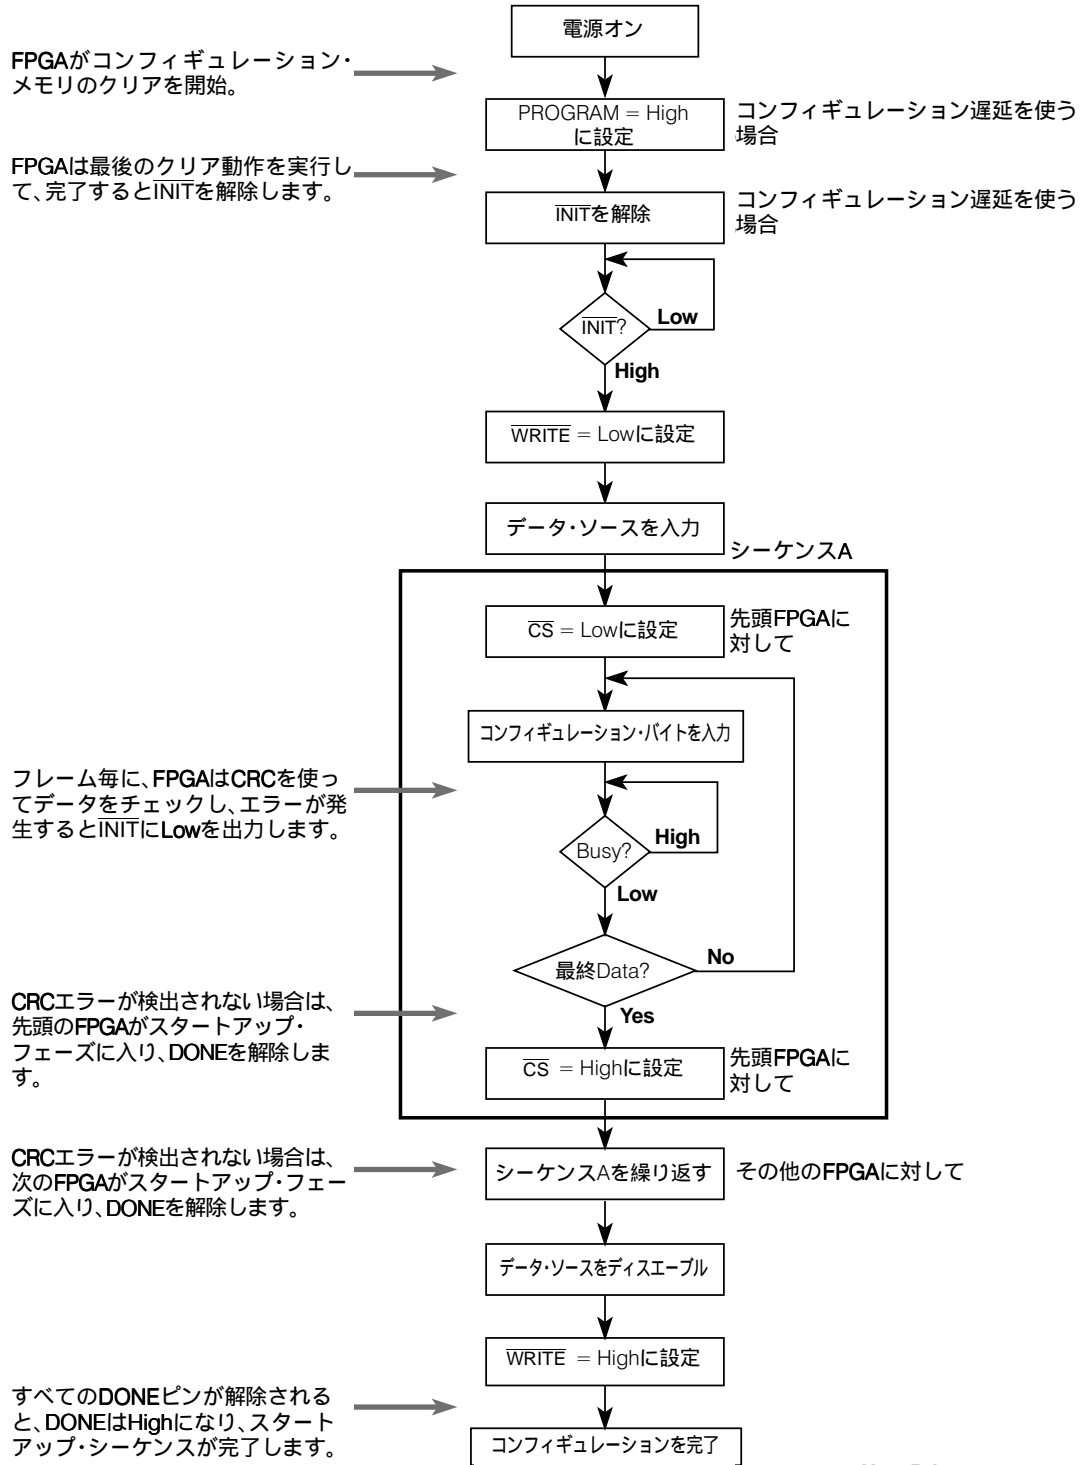 電源オン
FPGAがコンフィギュレーション・
メモリのクリアを開始。
PROGRAM = High
に設定
コンフィギュレーション遅延を使う
場合
FPGAは最後のクリア動作を実行し
て、完了するとINITを解除します。
INITを解除
コンフィギュレーション遅延を使う
場合
INIT?
Low
High
WRITE = Lowに設定
データ・ソースを入力
シーケンスA
CS = Lowに設定
先頭FPGAに
対して
コンフィギュレーション・バイトを入力
フレーム毎に、FPGAはCRCを使っ
てデータをチェックし、エラーが発
生するとINITにLowを出力します。
Busy?
High
Low
最終Data?
No
Yes
CRCエラーが検出されない場合は、
先頭のFPGAがスタートアップ・
フェーズに入り、DONEを解除しま
す。
CS = Highに設定
先頭FPGAに
対して
CRCエラーが検出されない場合は、
次のFPGAがスタートアップ・フェー
ズに入り、DONEを解除します。
シーケンスAを繰り返す
その他のFPGAに対して
データ・ソースをディスエーブル
WRITE = Highに設定
すべてのDONEピンが解除される
と、DONEはHighになり、スタート
アップ・シーケンスが完了します。
コンフィギュレーションを完了